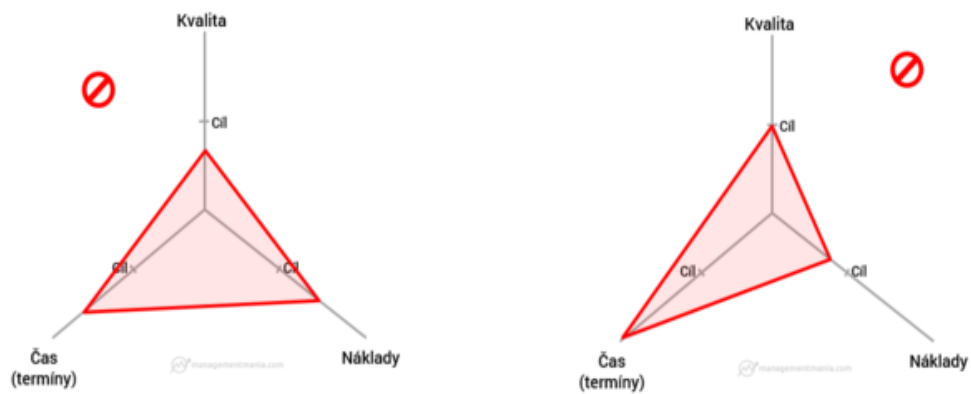 Kvalita
Cíl
Cíl
Cíl
Čas
(termíny)
Náklady
managementmania.com
Kvalita
Cíl
Cíl
Cíl
Čas
(termíny)
Náklady
managementmania.com